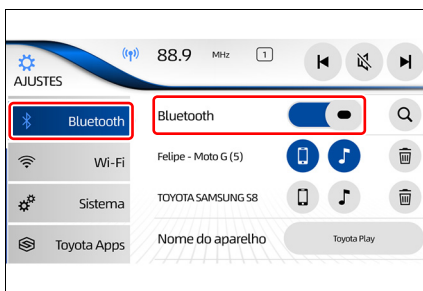 88.9 MHz 1
AJUSTES
Bluetooth
Wi-Fi
Sistema
Toyota Apps
Bluetooth
Felipe - Moto G (5)
TOYOTA SAMSUNG S8
Nome do aparelho Toyota Play